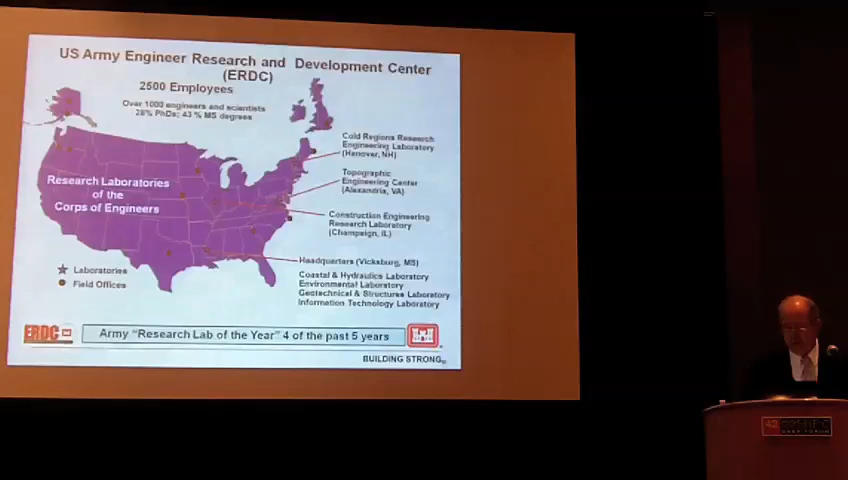 US Army Engineer Research and Development Center
(ERDC)
2500 Employees
Over 1000 engineers and scientists
28% PhDs; 43 % MS degrees
Cold Regions Research
Engineering Laboratory
(Hanover, NH)
Topographic
Engineering Center
(Alexandria, VA)
Research Laboratories
of the
Corps of Engineers
Construction Engineering
Research Laboratory
(Champaign, IL)
Headquarters (Vicksburg, MS)
Laboratories
Field Offices
Coastal & Hydraulics Laboratory
Environmental Laboratory
Geotechnical & Structures Laboratory
Information Technology Laboratory
ERDC
Army "Research Lab of the Year" 4 of the past 5 years
BUILDING STRONG
42
USER FORUM